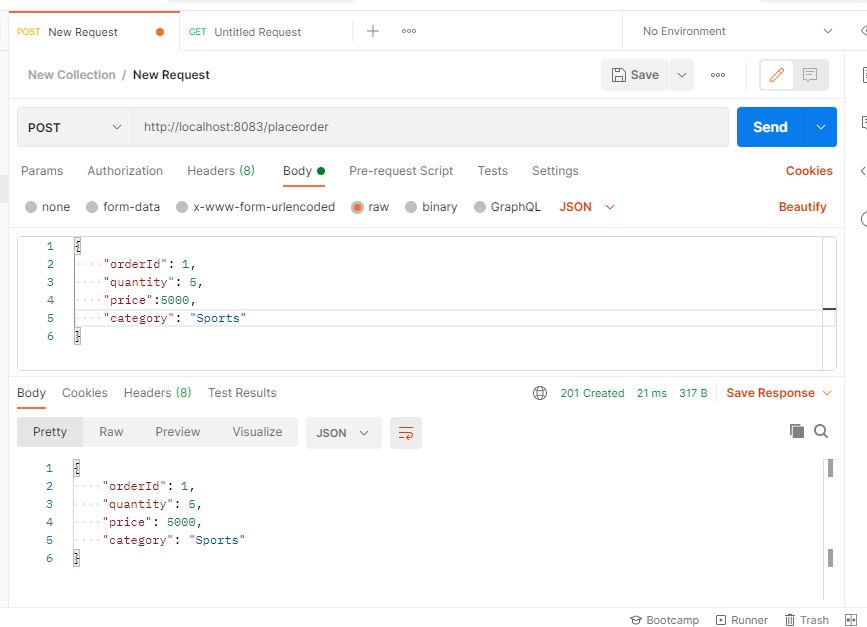 POST New Request GET Untitled Request No Environment
New Collection / New Request Save
POST http://localhost:8083/placeorder Send
Params Authorization Headers (8) Body Pre-request Script Tests Settings Cookies
none form-data x-www-form-urlencoded raw binary GraphQL JSON Beautify
1 {
2 "orderId": 1,
3 "quantity": 5,
4 "price":5000,
5 "category": "Sports"
6 }
Body Cookies Headers (8) Test Results 201 Created 21 ms 317 B Save Response
Pretty Raw Preview Visualize JSON
1 {
2 "orderId": 1,
3 "quantity": 5,
4 "price": 5000,
5 "category": "Sports"
6 }
Bootcamp Runner Trash